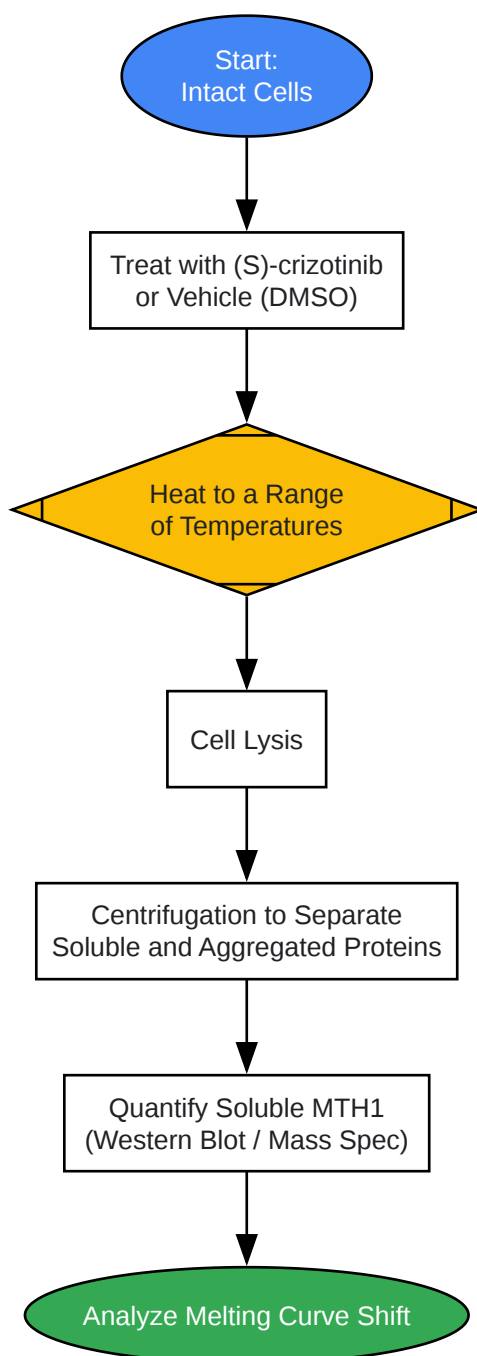 Start:
Intact Cells
Treat with (S)-crizotinib
or Vehicle (DMSO)
Heat to a Range
of Temperatures
Cell Lysis
Centrifugation to Separate
Soluble and Aggregated Proteins
Quantify Soluble MTH1
(Western Blot / Mass Spec)
Analyze Melting Curve Shift